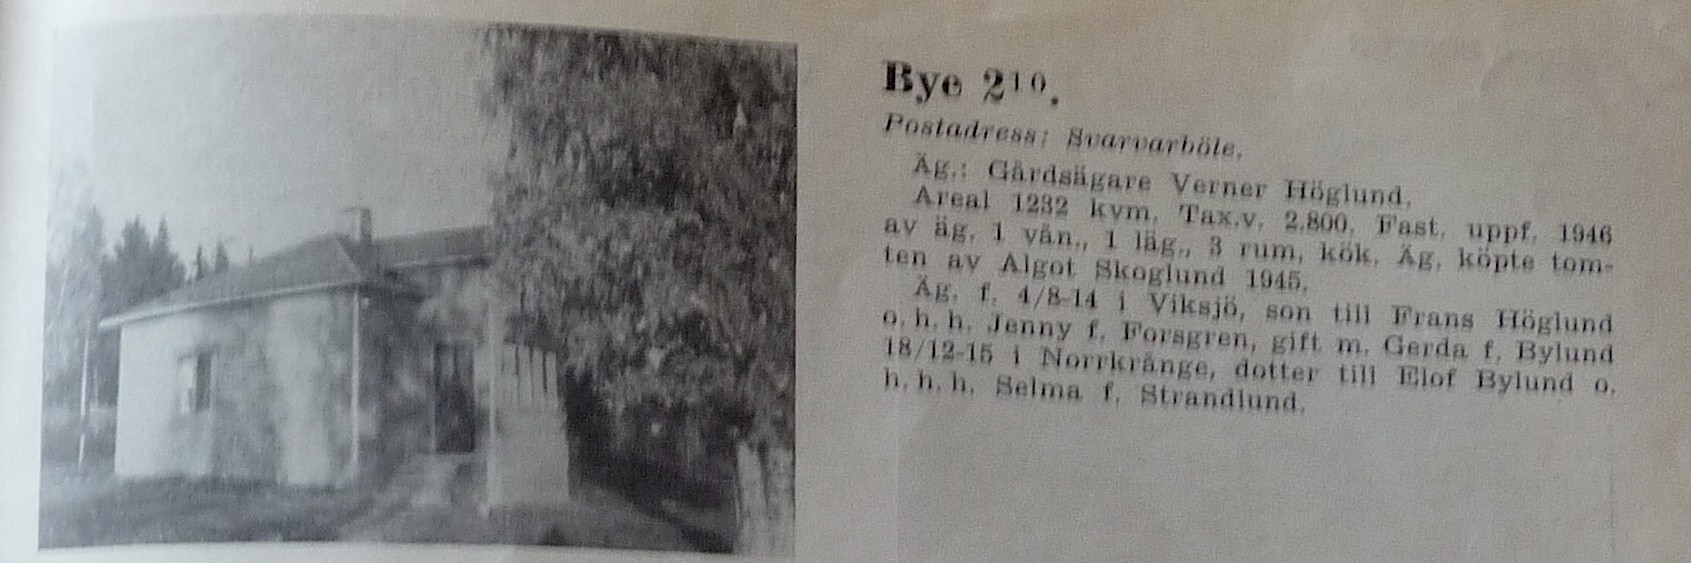 Bye 2¹⁰.
Postadress: Svarvarböle.
Äg.: Gårdsägare Verner Höglund.
Areal 1232 kvm. Tax.v. 2.800. Fast. uppf. 1946
av äg. 1 vån., 1 läg., 3 rum, kök. Äg. köpte tom-
ten av Algot Skoglund 1945.
Äg. f. 4/8-14 i Viksjö, son till Frans Höglund
o. h. h. Jenny f. Forsgren, gift m. Gerda f. Bylund
18/12-15 i Norrkrånge, dotter till Elof Bylund o.
h. h. h. Selma f. Strandlund.